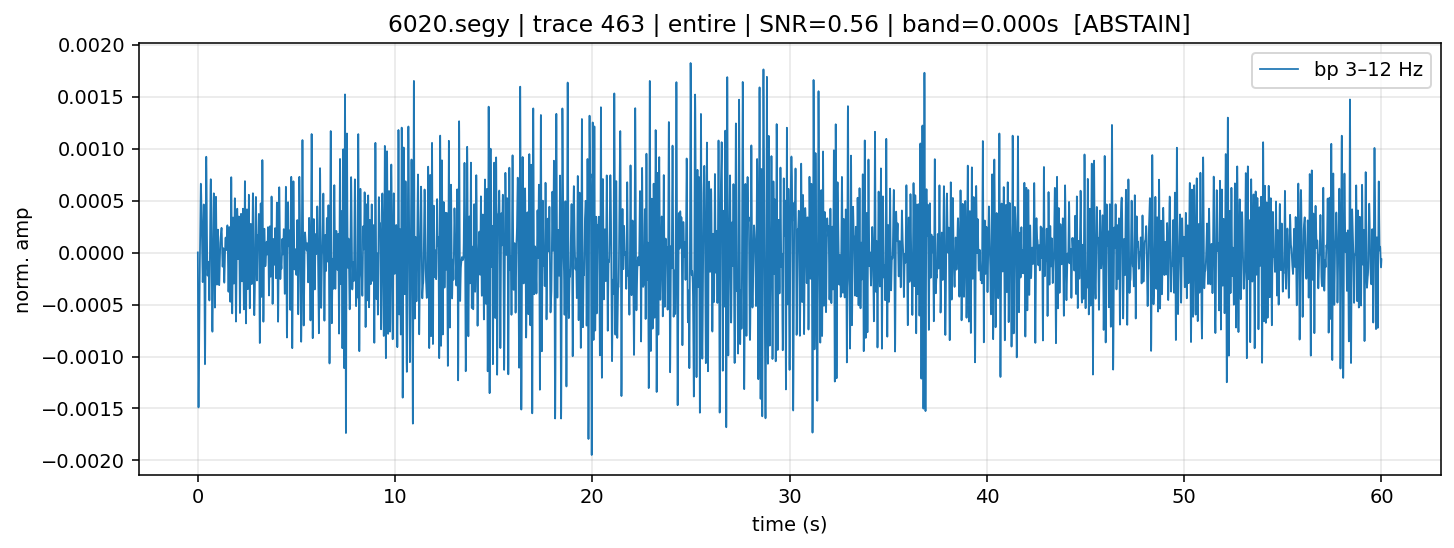 6020.segy | trace 463 | entire | SNR=0.56 | band=0.000s  [ABSTAIN]
bp 3–12 Hz
norm. amp
0.0020
0.0015
0.0010
0.0005
0.0000
−0.0005
−0.0010
−0.0015
−0.0020
0 10 20 30 40 50 60
time (s)